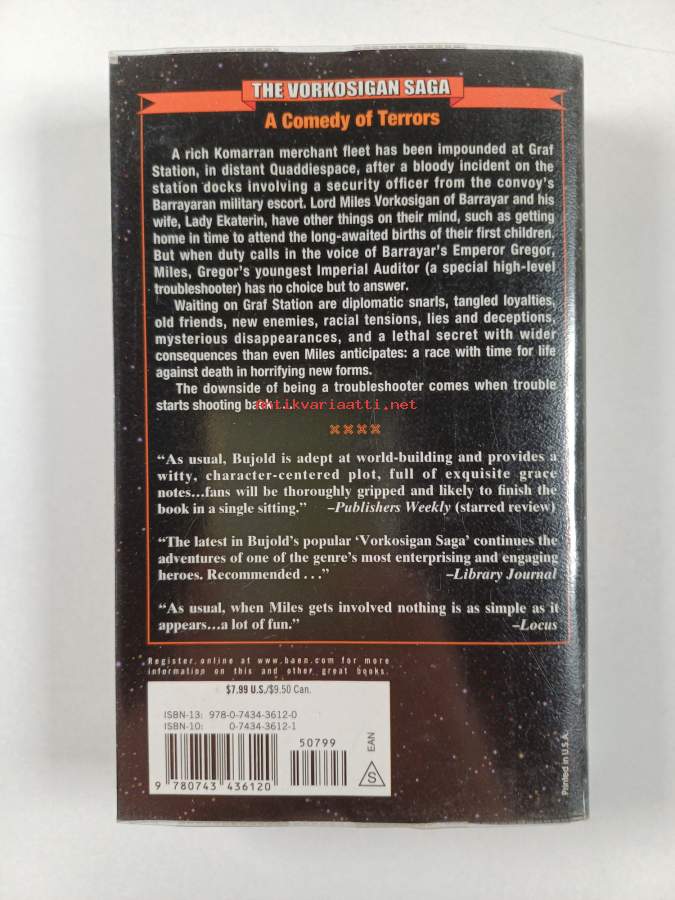 THE VORKOSIGAN SAGA
A Comedy of Terrors
A rich Komarran merchant fleet has been impounded at Graf
Station, in distant Quaddiespace, after a bloody incident on the
station docks involving a security officer from the convoy's
Barrayaran military escort. Lord Miles Vorkosigan of Barrayar and his
wife, Lady Ekaterin, have other things on their mind, such as getting
home in time to attend the long-awaited births of their first children.
But when duty calls in the voice of Barrayar's Emperor Gregor,
Miles, Gregor's youngest Imperial Auditor (a special high-level
troubleshooter) has no choice but to answer.
Waiting on Graf Station are diplomatic snarls, tangled loyalties,
old friends, new enemies, racial tensions, lies and deceptions,
mysterious disappearances, and a lethal secret with wider
consequences than even Miles anticipates: a race with time for life
against death in horrifying new forms.
The downside of being a troubleshooter comes when trouble
starts shooting back . . .
antikvariaatti.net
"As usual, Bujold is adept at world-building and provides a
witty, character-centered plot, full of exquisite grace
notes...fans will be thoroughly gripped and likely to finish the
book in a single sitting." –Publishers Weekly (starred review)
"The latest in Bujold's popular 'Vorkosigan Saga' continues the
adventures of one of the genre's most enterprising and engaging
heroes. Recommended . . ." –Library Journal
"As usual, when Miles gets involved nothing is as simple as it
appears...a lot of fun." –Locus
Register online at www.baen.com for more
information on this and other great books.
$7.99 U.S./$9.50 Can.
ISBN-13: 978-0-7434-3612-0
ISBN-10: 0-7434-3612-1
50799
EAN
S
9 780743 436120
Printed in U.S.A.